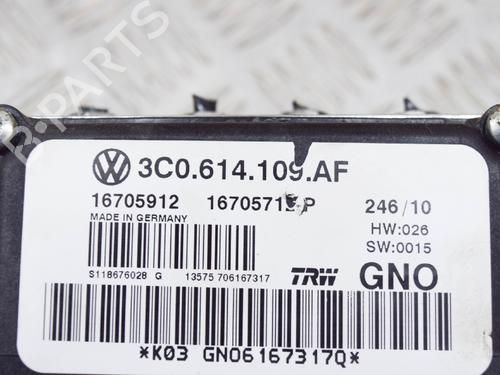 B-PARTS
VW 3C0.614.109.AF
16705912 P 246/10
MADE IN GERMANY HW:026
SW:0015
S118676028 G 13575 706167317 TRW GNO
*K03 GN06167317Q*